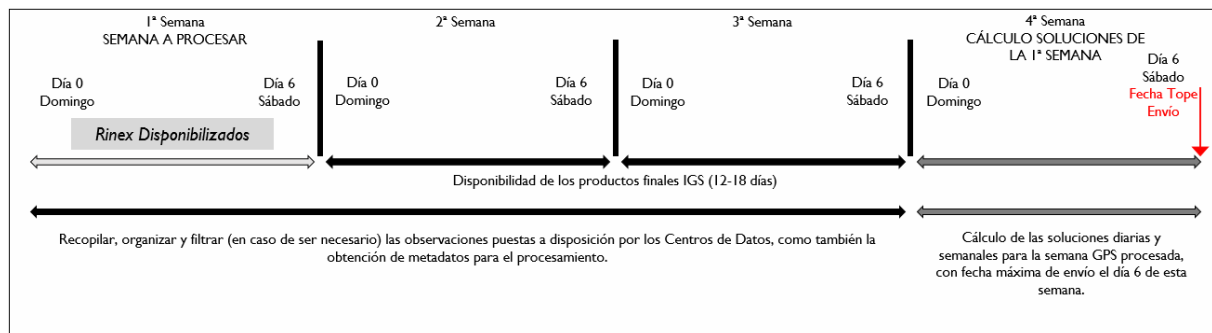 1ª Semana
SEMANA A PROCESAR
2ª Semana
3ª Semana
4ª Semana
CÁLCULO SOLUCIONES DE
LA 1ª SEMANA
Día 0
Domingo
Día 6
Sábado
Día 0
Domingo
Día 6
Sábado
Día 0
Domingo
Día 6
Sábado
Día 0
Domingo
Día 6
Sábado
Fecha Tope
Envío
Rinex Disponibilizados
Disponibilidad de los productos finales IGS (12-18 días)
Recopilar, organizar y filtrar (en caso de ser necesario) las observaciones puestas a disposición por los Centros de Datos, como también la
obtención de metadatos para el procesamiento.
Cálculo de las soluciones diarias y
semanales para la semana GPS procesada,
con fecha máxima de envío el día 6 de esta
semana.